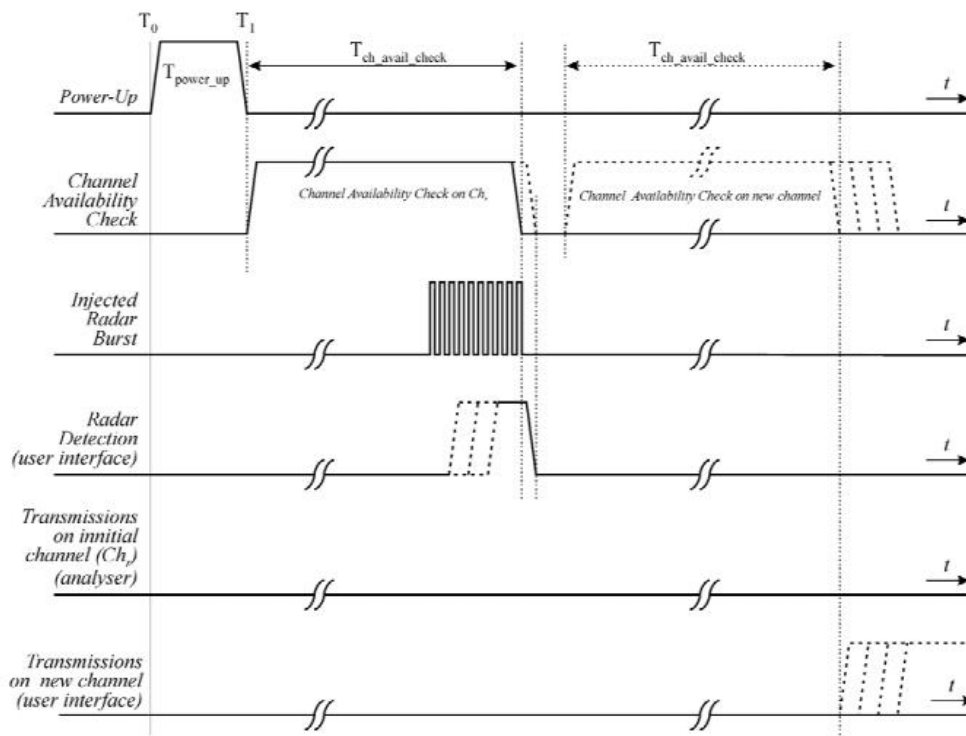 T0 T1
Tch_avail_check Tch_avail_check
Tpower_up
Power-Up t
Channel
Availability
Check
Channel Availability Check on Chr
Channel Availability Check on new channel
t
Injected
Radar
Burst
t
Radar
Detection
(user interface)
t
Transmissions
on innitial
channel (Chr)
(analyser)
t
Transmissions
on new channel
(user interface)
t